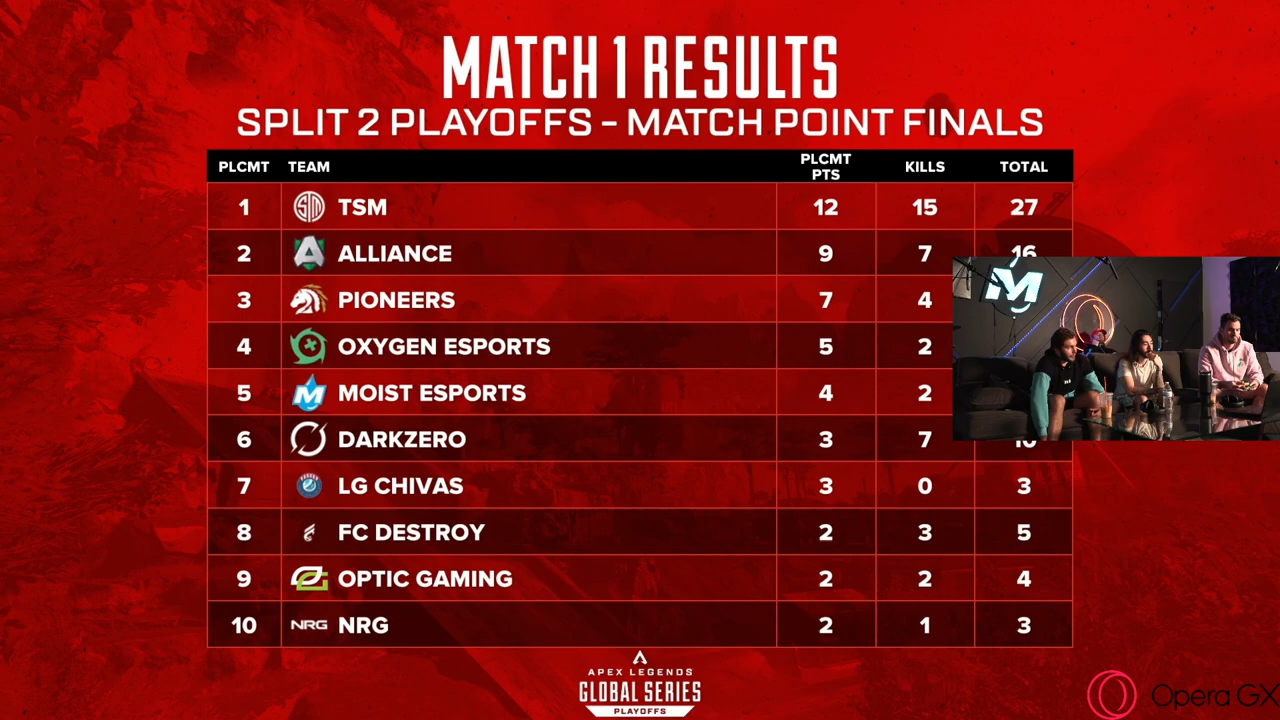 MATCH 1 RESULTS
SPLIT 2 PLAYOFFS - MATCH POINT FINALS
PLCMT TEAM PLCMT PTS KILLS TOTAL
1 TSM 12 15 27
2 ALLIANCE 9 7 16
3 PIONEERS 7 4
4 OXYGEN ESPORTS 5 2
5 MOIST ESPORTS 4 2
6 DARKZERO 3 7 10
7 LG CHIVAS 3 0 3
8 FC DESTROY 2 3 5
9 OPTIC GAMING 2 2 4
10 NRG NRG 2 1 3
APEX LEGENDS
GLOBAL SERIES
PLAYOFFS
Opera GX